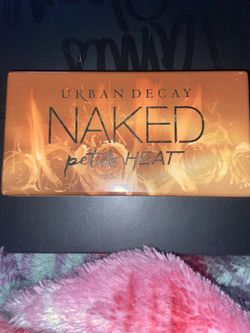 URBAN DECAY
NAKED
petite HEAT